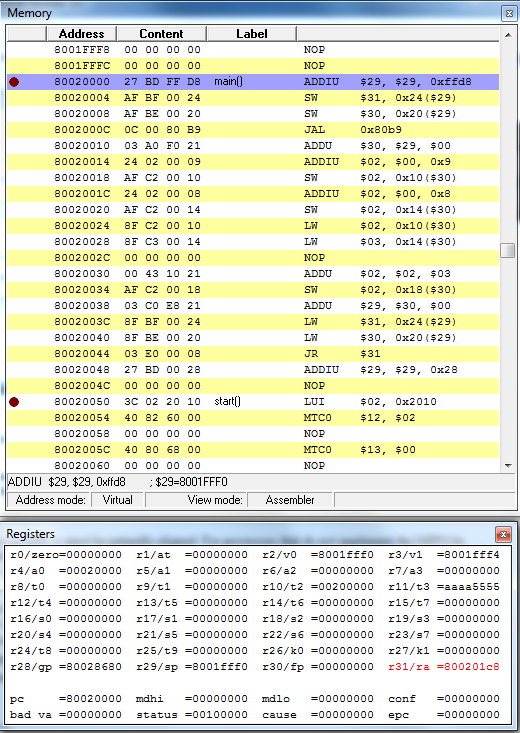 Memory
Address Content Label
8001FFF8 00 00 00 00 NOP
8001FFFC 00 00 00 00 NOP
80020000 27 BD FF D8 main() ADDIU $29, $29, 0xffd8
80020004 AF BF 00 24 SW $31, 0x24($29)
80020008 AF BE 00 20 SW $30, 0x20($29)
8002000C 0C 00 80 B9 JAL 0x80b9
80020010 03 A0 F0 21 ADDU $30, $29, $00
80020014 24 02 00 09 ADDIU $02, $00, 0x9
80020018 AF C2 00 10 SW $02, 0x10($30)
8002001C 24 02 00 08 ADDIU $02, $00, 0x8
80020020 AF C2 00 14 SW $02, 0x14($30)
80020024 8F C2 00 10 LW $02, 0x10($30)
80020028 8F C3 00 14 LW $03, 0x14($30)
8002002C 00 00 00 00 NOP
80020030 00 43 10 21 ADDU $02, $02, $03
80020034 AF C2 00 18 SW $02, 0x18($30)
80020038 03 C0 E8 21 ADDU $29, $30, $00
8002003C 8F BF 00 24 LW $31, 0x24($29)
80020040 8F BE 00 20 LW $30, 0x20($29)
80020044 03 E0 00 08 JR $31
80020048 27 BD 00 28 ADDIU $29, $29, 0x28
8002004C 00 00 00 00 NOP
80020050 3C 02 20 10 start() LUI $02, 0x2010
80020054 40 82 60 00 MTC0 $12, $02
80020058 00 00 00 00 NOP
8002005C 40 80 68 00 MTC0 $13, $00
80020060 00 00 00 00 NOP
ADDIU $29, $29, 0xffd8 ; $29=8001FFF0
Address mode: Virtual View mode: Assembler
Registers
r0/zero=00000000 r1/at =00000000 r2/v0 =8001fff0 r3/v1 =8001fff4
r4/a0 =00020000 r5/a1 =00000000 r6/a2 =00000000 r7/a3 =00000000
r8/t0 =00000000 r9/t1 =00000000 r10/t2 =00200000 r11/t3 =aaaa5555
r12/t4 =00000000 r13/t5 =00000000 r14/t6 =00000000 r15/t7 =00000000
r16/s0 =00000000 r17/s1 =00000000 r18/s2 =00000000 r19/s3 =00000000
r20/s4 =00000000 r21/s5 =00000000 r22/s6 =00000000 r23/s7 =00000000
r24/t8 =00000000 r25/t9 =00000000 r26/k0 =00000000 r27/k1 =00000000
r28/gp =80028680 r29/sp =8001fff0 r30/fp =00000000 r31/ra =800201c8
pc =80020000 mdhi =00000000 mdlo =00000000 conf =00000000
bad va =00000000 status =00100000 cause =00000000 epc =00000000